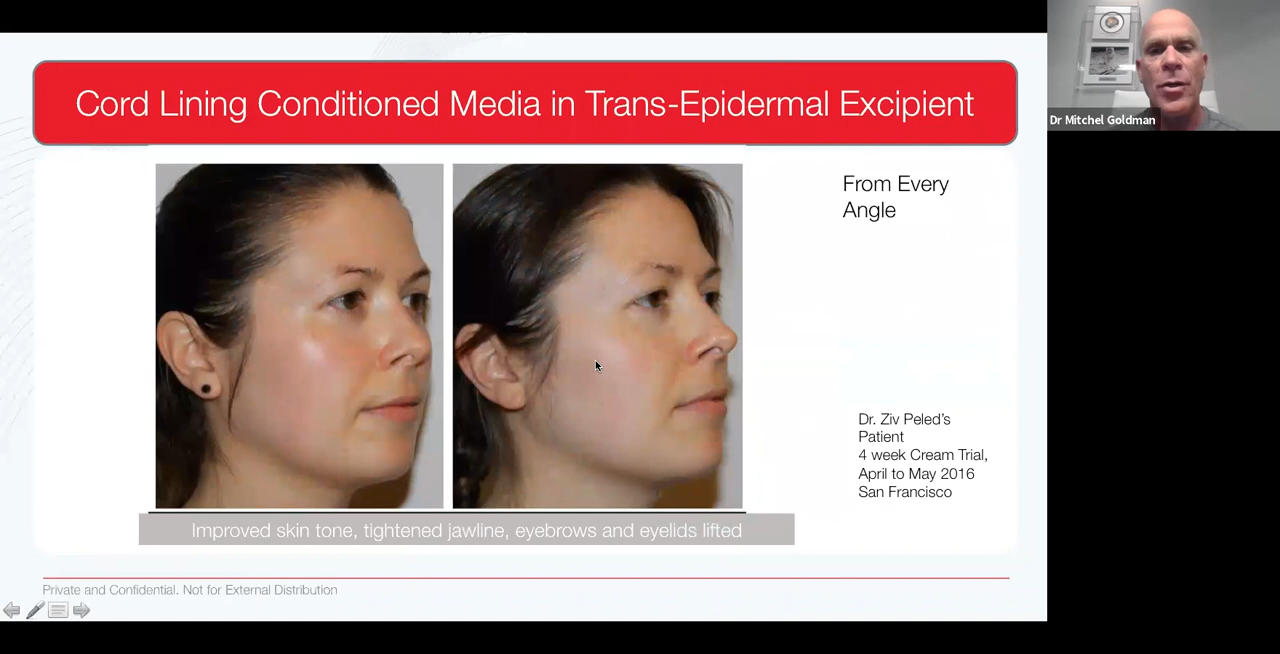 Cord Lining Conditioned Media in Trans-Epidermal Excipient
Dr Mitchel Goldman
From Every
Angle
Dr. Ziv Peled's
Patient
4 week Cream Trial,
April to May 2016
San Francisco
Improved skin tone, tightened jawline, eyebrows and eyelids lifted
Private and Confidential. Not for External Distribution